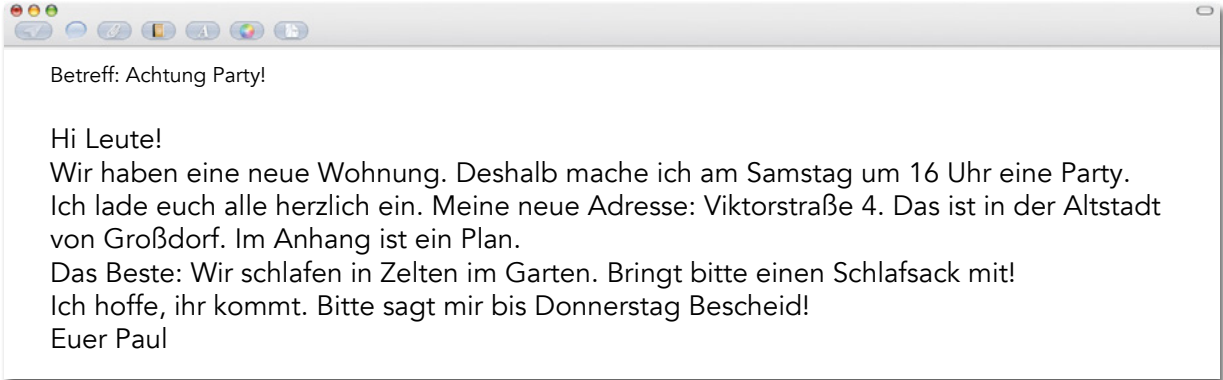 Betreff: Achtung Party!
Hi Leute!
Wir haben eine neue Wohnung. Deshalb mache ich am Samstag um 16 Uhr eine Party.
Ich lade euch alle herzlich ein. Meine neue Adresse: Viktorstraße 4. Das ist in der Altstadt
von Großdorf. Im Anhang ist ein Plan.
Das Beste: Wir schlafen in Zelten im Garten. Bringt bitte einen Schlafsack mit!
Ich hoffe, ihr kommt. Bitte sagt mir bis Donnerstag Bescheid!
Euer Paul